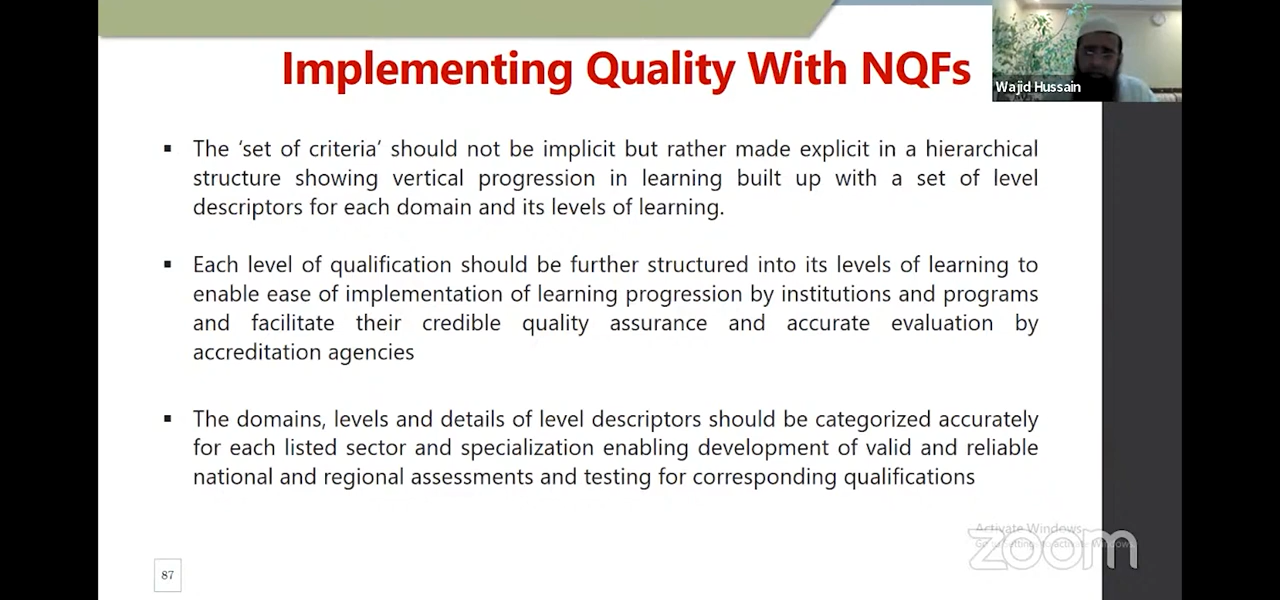 Implementing Quality With NQFs
Wajid Hussain
▪ The ‘set of criteria’ should not be implicit but rather made explicit in a hierarchical
structure showing vertical progression in learning built up with a set of level
descriptors for each domain and its levels of learning.
▪ Each level of qualification should be further structured into its levels of learning to
enable ease of implementation of learning progression by institutions and programs
and facilitate their credible quality assurance and accurate evaluation by
accreditation agencies
▪ The domains, levels and details of level descriptors should be categorized accurately
for each listed sector and specialization enabling development of valid and reliable
national and regional assessments and testing for corresponding qualifications
Activate Windows
zoom
87